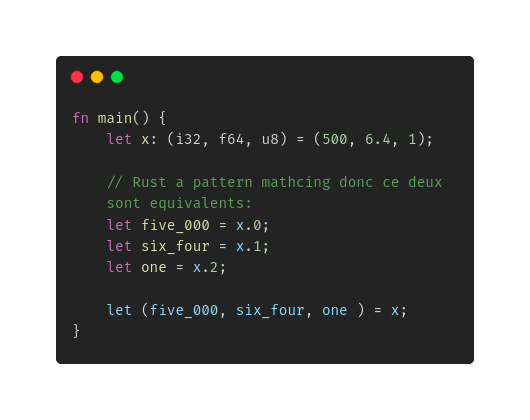 fn main() {
    let x: (i32, f64, u8) = (500, 6.4, 1);
    // Rust a pattern mathcing donc ce deux
    sont equivalents:
    let five_000 = x.0;
    let six_four = x.1;
    let one = x.2;
    let (five_000, six_four, one ) = x;
}